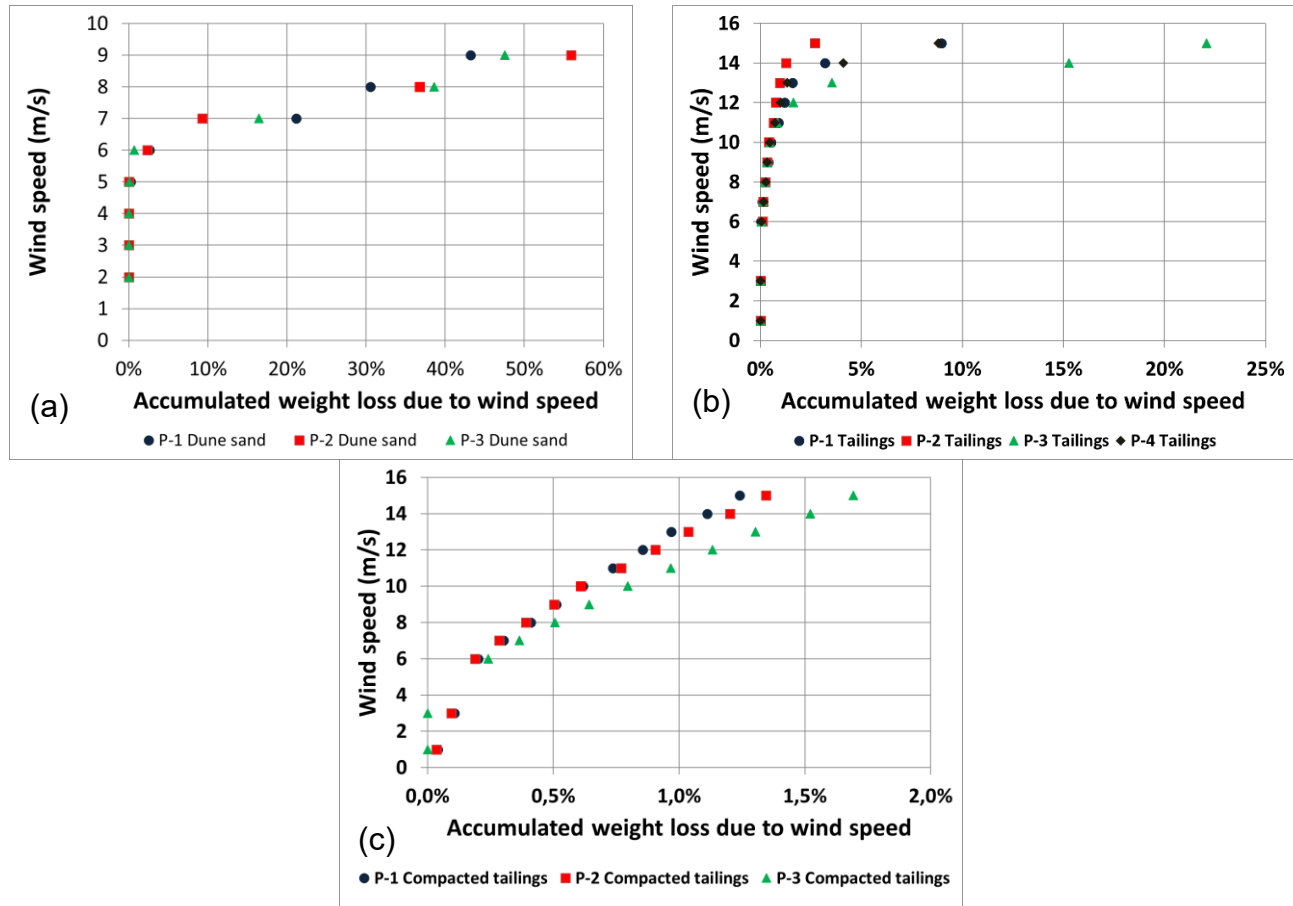 10
9
8
7
6
5
4
3
2
1
0
Wind speed (m/s)
0% 10% 20% 30% 40% 50% 60%
(a) Accumulated weight loss due to wind speed
P-1 Dune sand P-2 Dune sand P-3 Dune sand
16
14
12
10
8
6
4
2
0
Wind speed (m/s)
0% 5% 10% 15% 20% 25%
(b) Accumulated weight loss due to wind speed
P-1 Tailings P-2 Tailings P-3 Tailings P-4 Tailings
16
14
12
10
8
6
4
2
0
Wind speed (m/s)
0,0% 0,5% 1,0% 1,5% 2,0%
(c) Accumulated weight loss due to wind speed
P-1 Compacted tailings P-2 Compacted tailings P-3 Compacted tailings